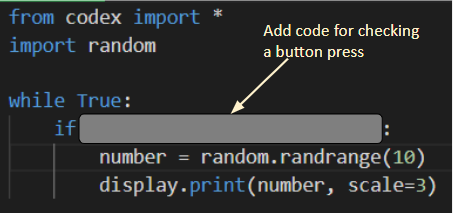 from codex import *
Add code for checking
import random
a button press
while True:
if :
number = random.randrange(10)
display.print(number, scale=3)